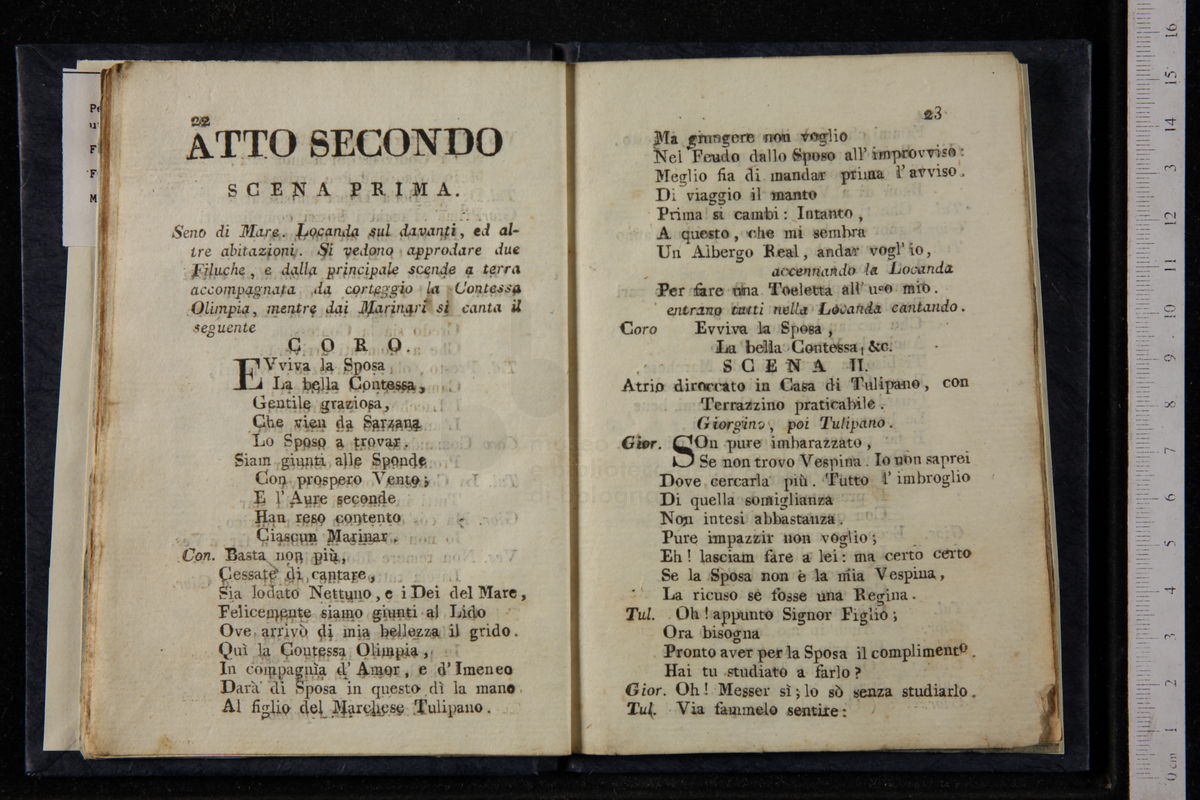 22
ATTO SECONDO
SCENA PRIMA.
Seno di Mare. Locanda sul davanti, ed al-
tre abitazioni. Si vedono approdare due
Filuche, e dalla principale scende a terra
accompagnata da corteggio la Contessa
Olimpia, mentre dai Marinari si canta il
seguente
CORO.
EVviva la Sposa
La bella Contessa,
Gentile graziosa,
Che vien da Sarzana
Lo Sposo a trovar.
Siam giunti alle Sponde
Con prospero Vento;
E l'Aure seconde
Han reso contento
Ciascun Marinar.
Con. Basta non più,
Cessate di cantare,
Sia lodato Nettuno, e i Dei del Mare,
Felicemente siamo giunti al Lido
Ove arrivò di mia bellezza il grido.
Quì la Contessa Olimpia,
In compagnìa d'Amor, e d'Imeneo
Darà di Sposa in questo dì la mano
Al figlio del Marchese Tulipano.
23
Ma giungere non voglio
Nel Feudo dallo Sposo all'improvviso:
Meglio fia di mandar prima l'avviso.
Di viaggio il manto
Prima si cambi: Intanto,
A questo, che mi sembra
Un Albergo Real, andar vogl'io,
accennando la Locanda
Per fare una Toeletta all'uso mio.
entrano tutti nella Locanda cantando.
Coro Evviva la Sposa,
La bella Contessa, &c.
SCENA II.
Atrio diroccato in Casa di Tulipano, con
Terrazzino praticabile.
Giorgino, poi Tulipano.
Gior. SOn pure imbarazzato,
Se non trovo Vespina. Io non saprei
Dove cercarla più. Tutto l'imbroglio
Di quella somiglianza
Non intesi abbastanza.
Pure impazzir non voglio;
Eh! lasciam fare a lei: ma certo certo
Se la Sposa non è la mia Vespina,
La ricuso se fosse una Regina.
Tul. Oh! appunto Signor Figlio;
Ora bisogna
Pronto aver per la Sposa il complimento.
Hai tu studiato a farlo?
Gior. Oh! Messer sì; lo sò senza studiarlo.
Tul. Via fammelo sentire: